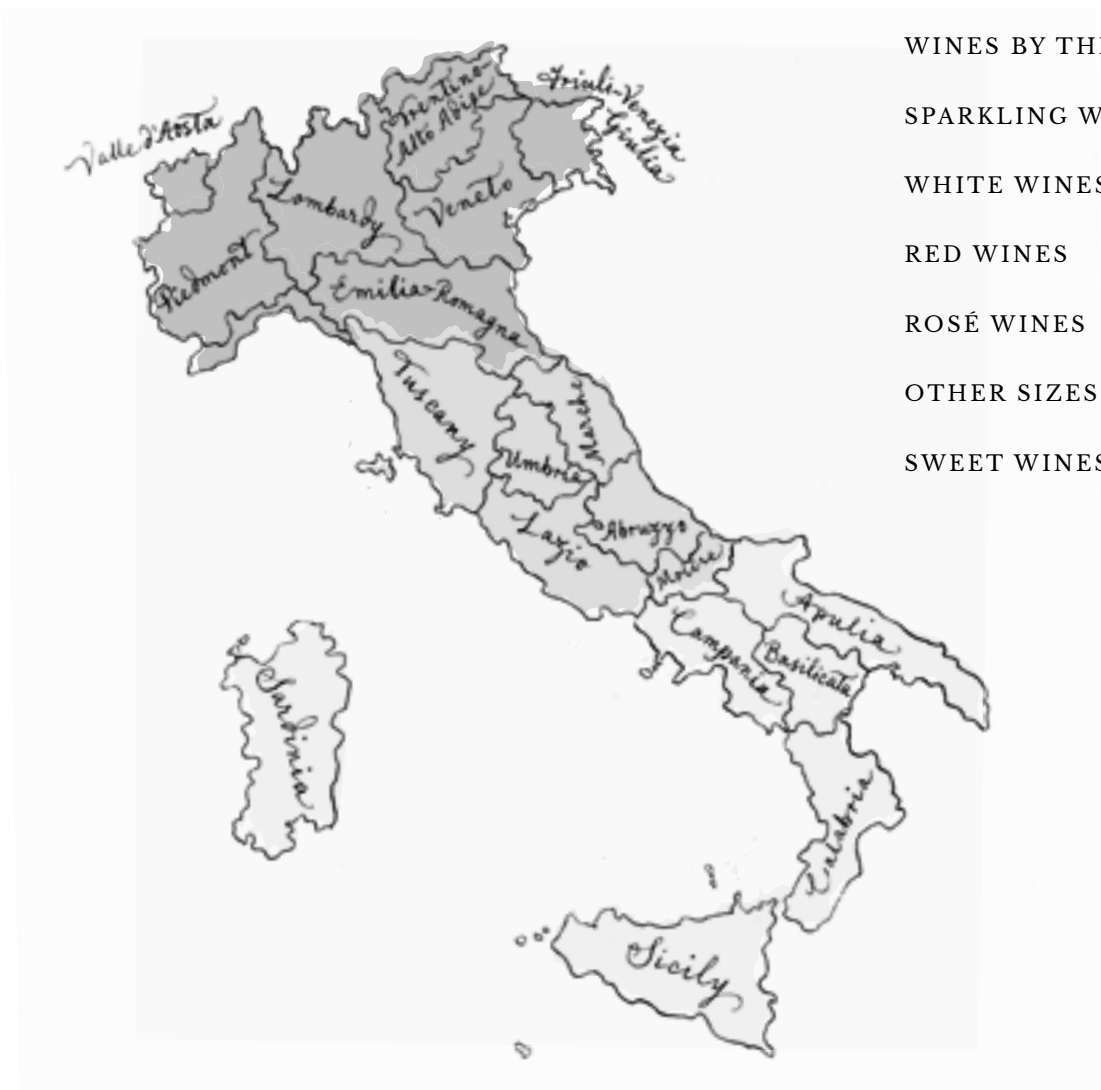 WINES BY TH
SPARKLING W
WHITE WINES
RED WINES
ROSÉ WINES
OTHER SIZES
SWEET WINES
Valle d'Aosta
Trentino-
Alto Adige
Friuli-Venezia
Giulia
Lombardy
Veneto
Piedmont
Emilia-Romagna
Tuscany
Marche
Umbria
Lazio
Abruzzo
Molise
Apulia
Campania
Basilicata
Sardinia
Calabria
Sicily